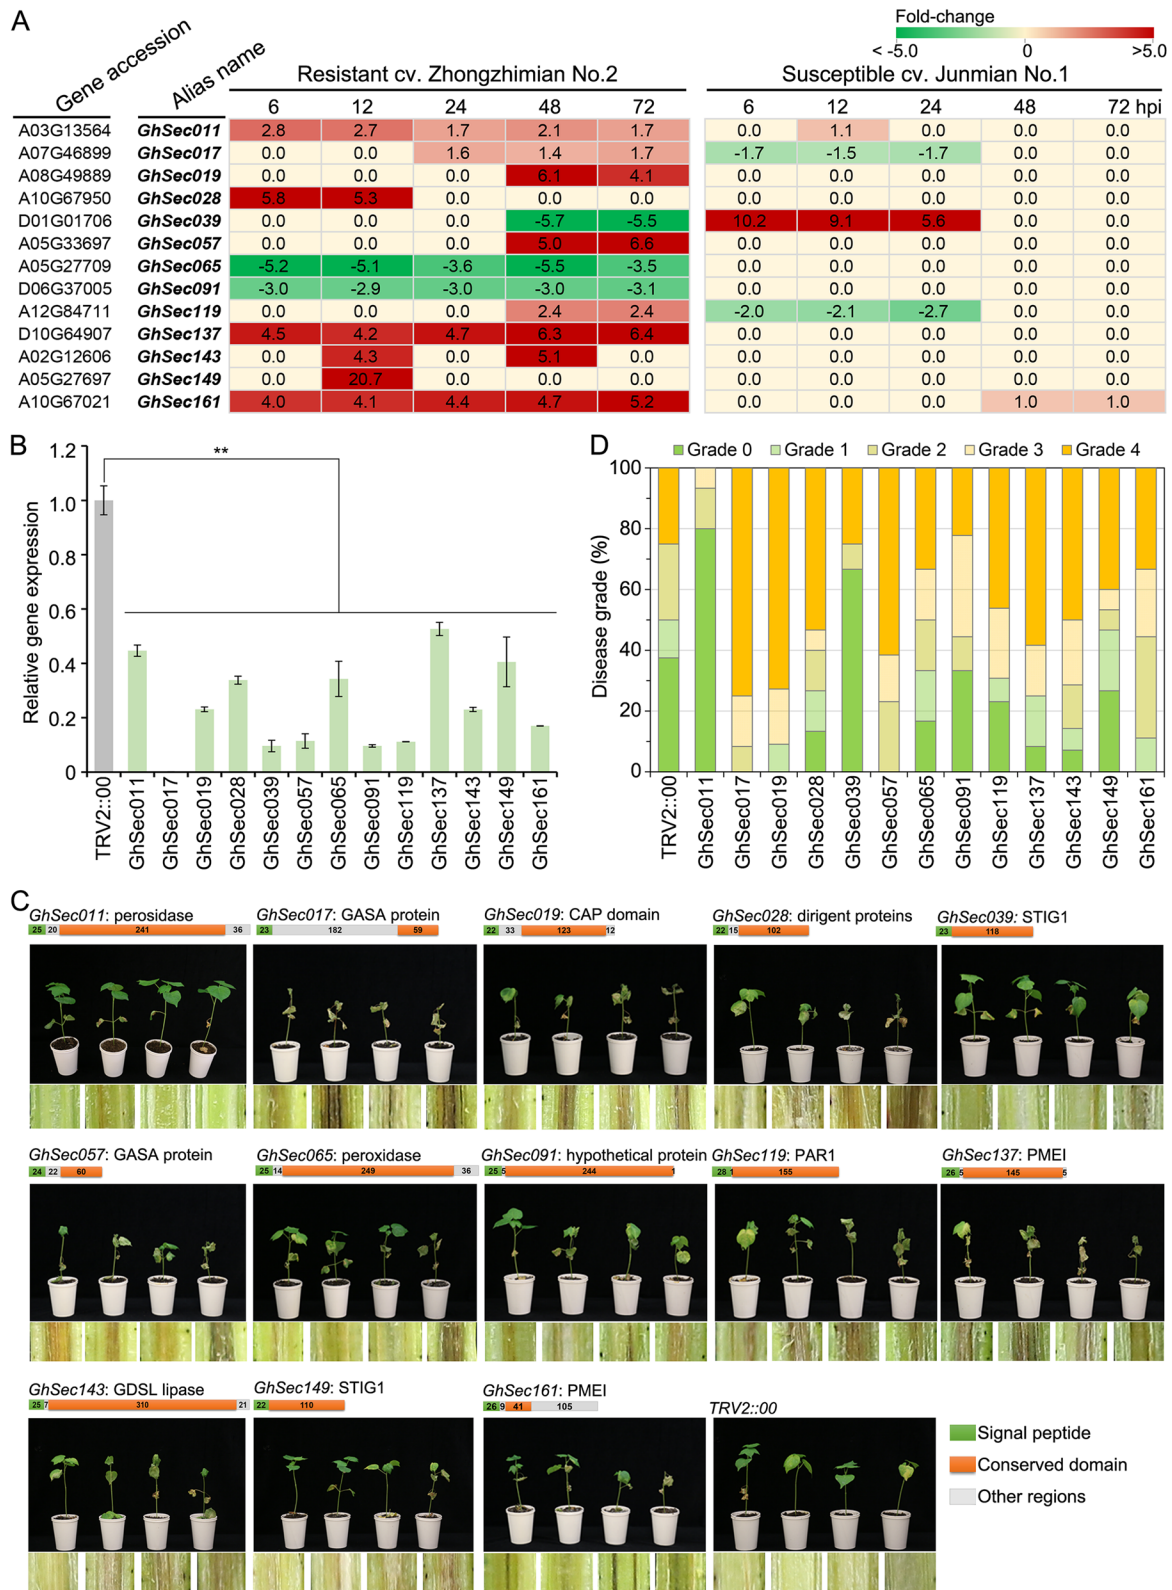 A
Fold-change
< -5.0 0 >5.0
Gene accession Alias name Resistant cv. Zhongzhimian No.2 Susceptible cv. Junmian No.1
6 12 24 48 72 6 12 24 48 72 hpi
A03G13564 GhSec011 2.8 2.7 1.7 2.1 1.7 0.0 1.1 0.0 0.0 0.0
A07G46899 GhSec017 0.0 0.0 1.6 1.4 1.7 -1.7 -1.5 -1.7 0.0 0.0
A08G49889 GhSec019 0.0 0.0 0.0 6.1 4.1 0.0 0.0 0.0 0.0 0.0
A10G67950 GhSec028 5.8 5.3 0.0 0.0 0.0 0.0 0.0 0.0 0.0 0.0
D01G01706 GhSec039 0.0 0.0 0.0 -5.7 -5.5 10.2 9.1 5.6 0.0 0.0
A05G33697 GhSec057 0.0 0.0 0.0 5.0 6.6 0.0 0.0 0.0 0.0 0.0
A05G27709 GhSec065 -5.2 -5.1 -3.6 -5.5 -3.5 0.0 0.0 0.0 0.0 0.0
D06G37005 GhSec091 -3.0 -2.9 -3.0 -3.0 -3.1 0.0 0.0 0.0 0.0 0.0
A12G84711 GhSec119 0.0 0.0 0.0 2.4 2.4 -2.0 -2.1 -2.7 0.0 0.0
D10G64907 GhSec137 4.5 4.2 4.7 6.3 6.4 0.0 0.0 0.0 0.0 0.0
A02G12606 GhSec143 0.0 4.3 0.0 5.1 0.0 0.0 0.0 0.0 0.0 0.0
A05G27697 GhSec149 0.0 20.7 0.0 0.0 0.0 0.0 0.0 0.0 0.0 0.0
A10G67021 GhSec161 4.0 4.1 4.4 4.7 5.2 0.0 0.0 0.0 1.0 1.0
B
Relative gene expression
1.2
1.0
0.8
0.6
0.4
0.2
0
**
TRV2::00 GhSec011 GhSec017 GhSec019 GhSec028 GhSec039 GhSec057 GhSec065 GhSec091 GhSec119 GhSec137 GhSec143 GhSec149 GhSec161
D
Grade 0 Grade 1 Grade 2 Grade 3 Grade 4
Disease grade (%)
100
80
60
40
20
0
TRV2::00 GhSec011 GhSec017 GhSec019 GhSec028 GhSec039 GhSec057 GhSec065 GhSec091 GhSec119 GhSec137 GhSec143 GhSec149 GhSec161
C
GhSec011: perosidase GhSec017: GASA protein GhSec019: CAP domain GhSec028: dirigent proteins GhSec039: STIG1
25 20 241 36 23 182 59 22 33 123 12 22 15 102 23 118
GhSec057: GASA protein GhSec065: peroxidase GhSec091: hypothetical protein GhSec119: PAR1 GhSec137: PMEI
24 22 60 25 14 249 36 25 5 244 1 28 1 155 26 5 145 5
GhSec143: GDSL lipase GhSec149: STIG1 GhSec161: PMEI TRV2::00
25 7 310 21 22 110 26 9 41 105
Signal peptide
Conserved domain
Other regions